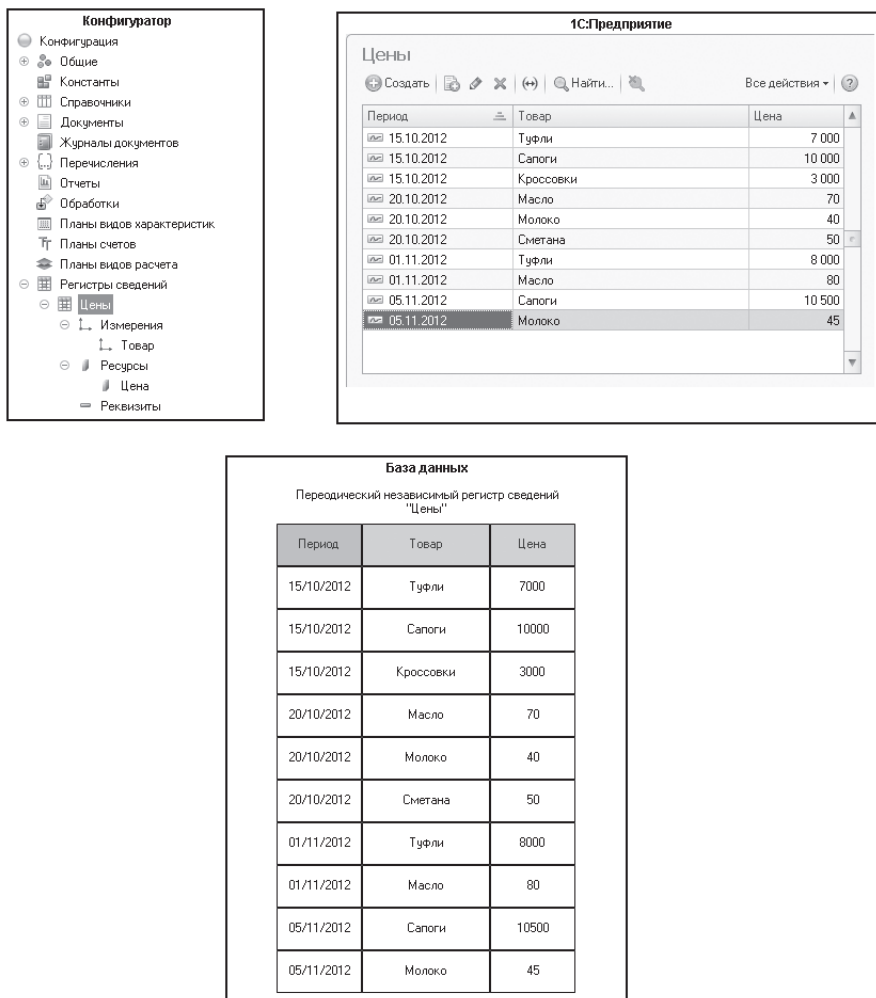 Конфигуратор
Конфигурация
Общие
Константы
Справочники
Документы
Журналы документов
Перечисления
Отчеты
Обработки
Планы видов характеристик
Планы счетов
Планы видов расчета
Регистры сведений
Цены
Измерения
Товар
Ресурсы
Цена
Реквизиты
1С:Предприятие
Цены
Создать Найти... Все действия
Период Товар Цена
15.10.2012 Туфли 7 000
15.10.2012 Сапоги 10 000
15.10.2012 Кроссовки 3 000
20.10.2012 Масло 70
20.10.2012 Молоко 40
20.10.2012 Сметана 50
01.11.2012 Туфли 8 000
01.11.2012 Масло 80
05.11.2012 Сапоги 10 500
05.11.2012 Молоко 45
База данных
Переодический независимый регистр сведений
"Цены"
Период Товар Цена
15/10/2012 Туфли 7000
15/10/2012 Сапоги 10000
15/10/2012 Кроссовки 3000
20/10/2012 Масло 70
20/10/2012 Молоко 40
20/10/2012 Сметана 50
01/11/2012 Туфли 8000
01/11/2012 Масло 80
05/11/2012 Сапоги 10500
05/11/2012 Молоко 45